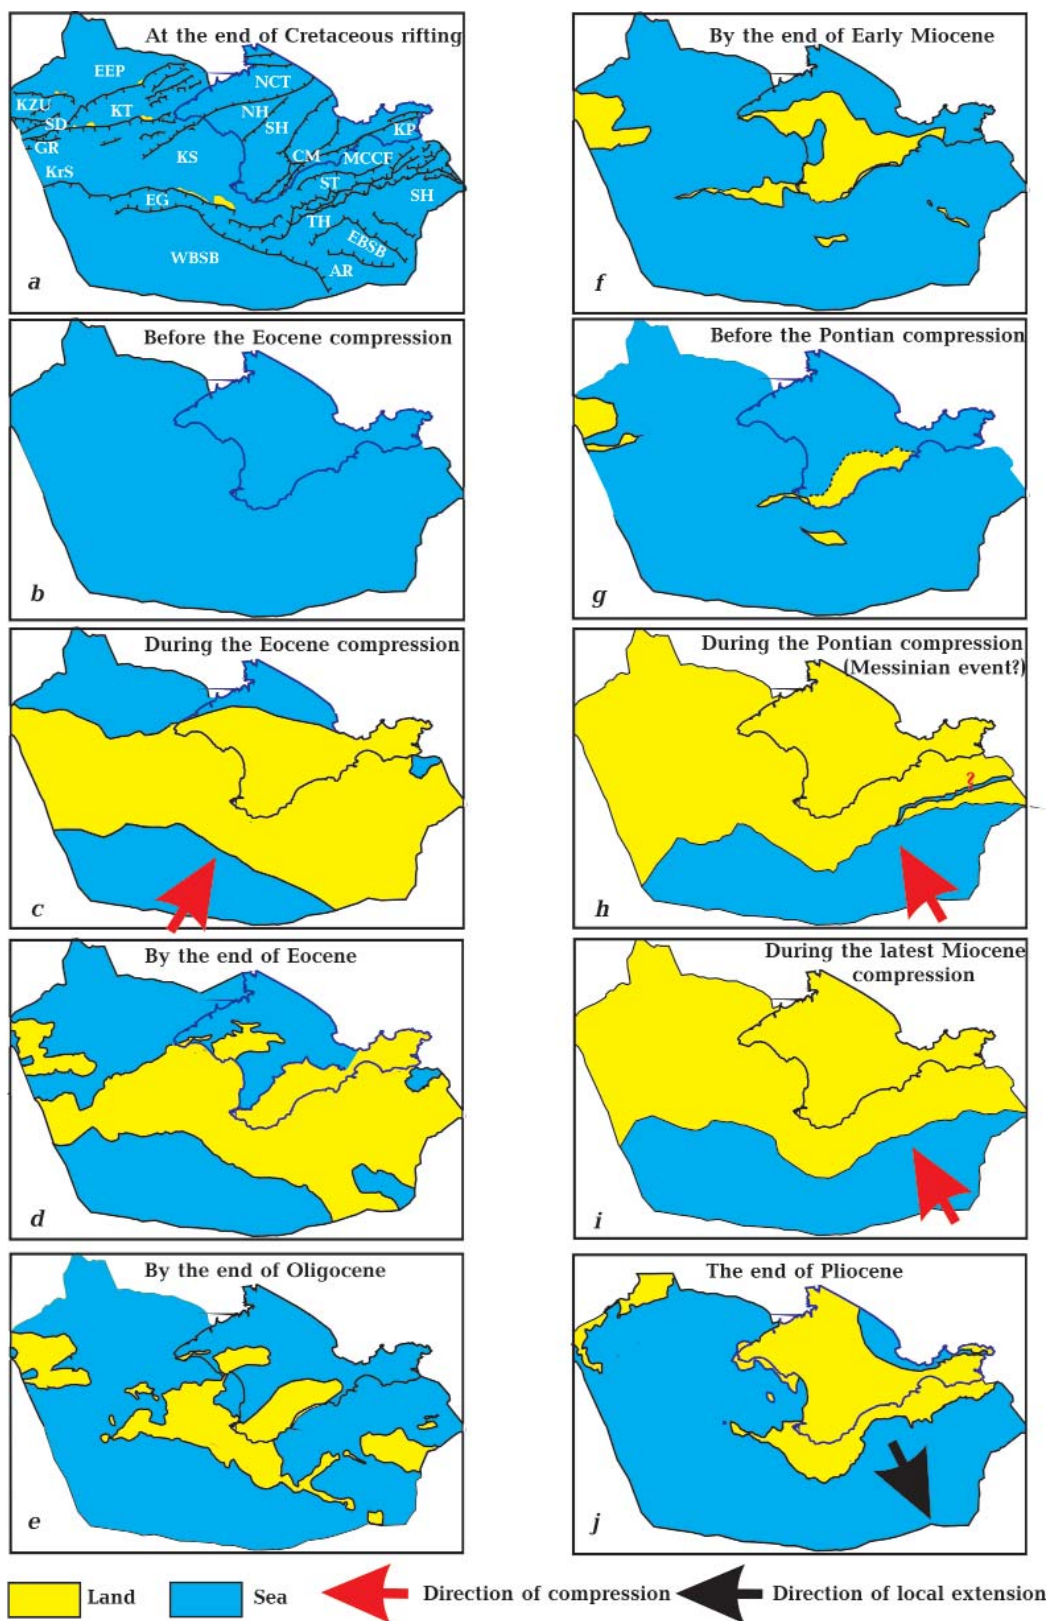 At the end of Cretaceous rifting
EEP
NCT
KZU
KT
NH
SD
SH
KP
GR
CM
MCCF
KS
KrS
ST
EG
SH
TH
EBSB
WBSB
AR
a
Before the Eocene compression
b
During the Eocene compression
c
By the end of Eocene
d
By the end of Oligocene
e
By the end of Early Miocene
f
Before the Pontian compression
g
During the Pontian compression
(Messinian event?)
?
h
During the latest Miocene
compression
i
The end of Pliocene
j
Land
Sea
Direction of compression
Direction of local extension